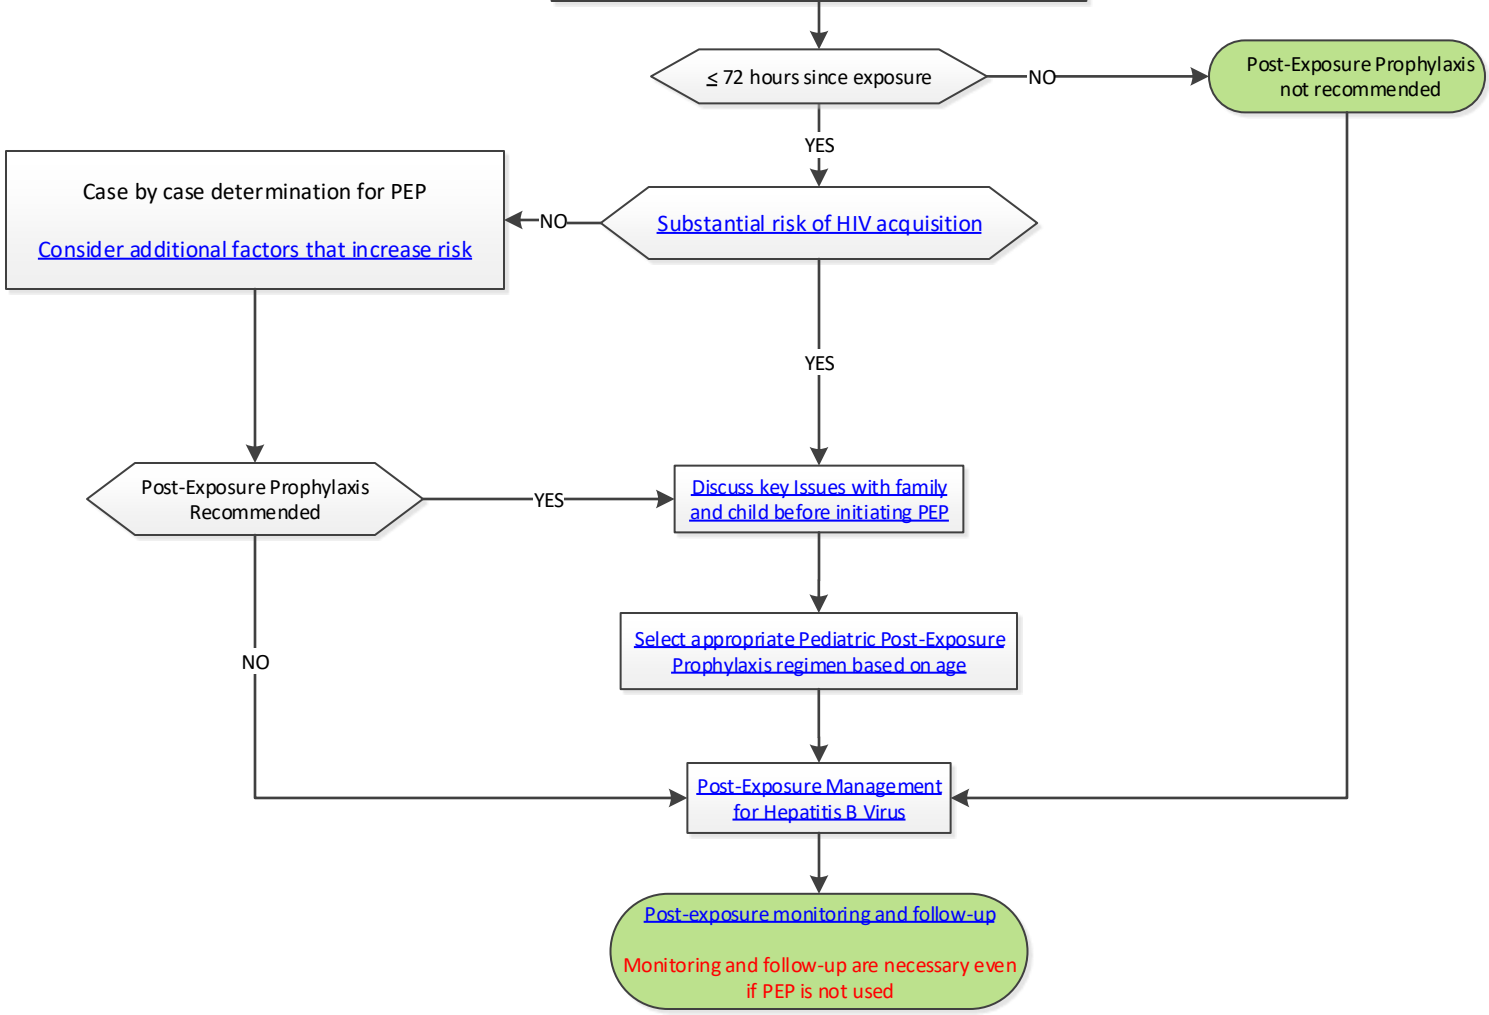 ≤ 72 hours since exposure
NO
Post-Exposure Prophylaxis
not recommended
YES
Case by case determination for PEP
Consider additional factors that increase risk
NO
Substantial risk of HIV acquisition
YES
Post-Exposure Prophylaxis
Recommended
YES
Discuss key Issues with family
and child before initiating PEP
Select appropriate Pediatric Post-Exposure
Prophylaxis regimen based on age
NO
Post-Exposure Management
for Hepatitis B Virus
Post-exposure monitoring and follow-up
Monitoring and follow-up are necessary even
if PEP is not used